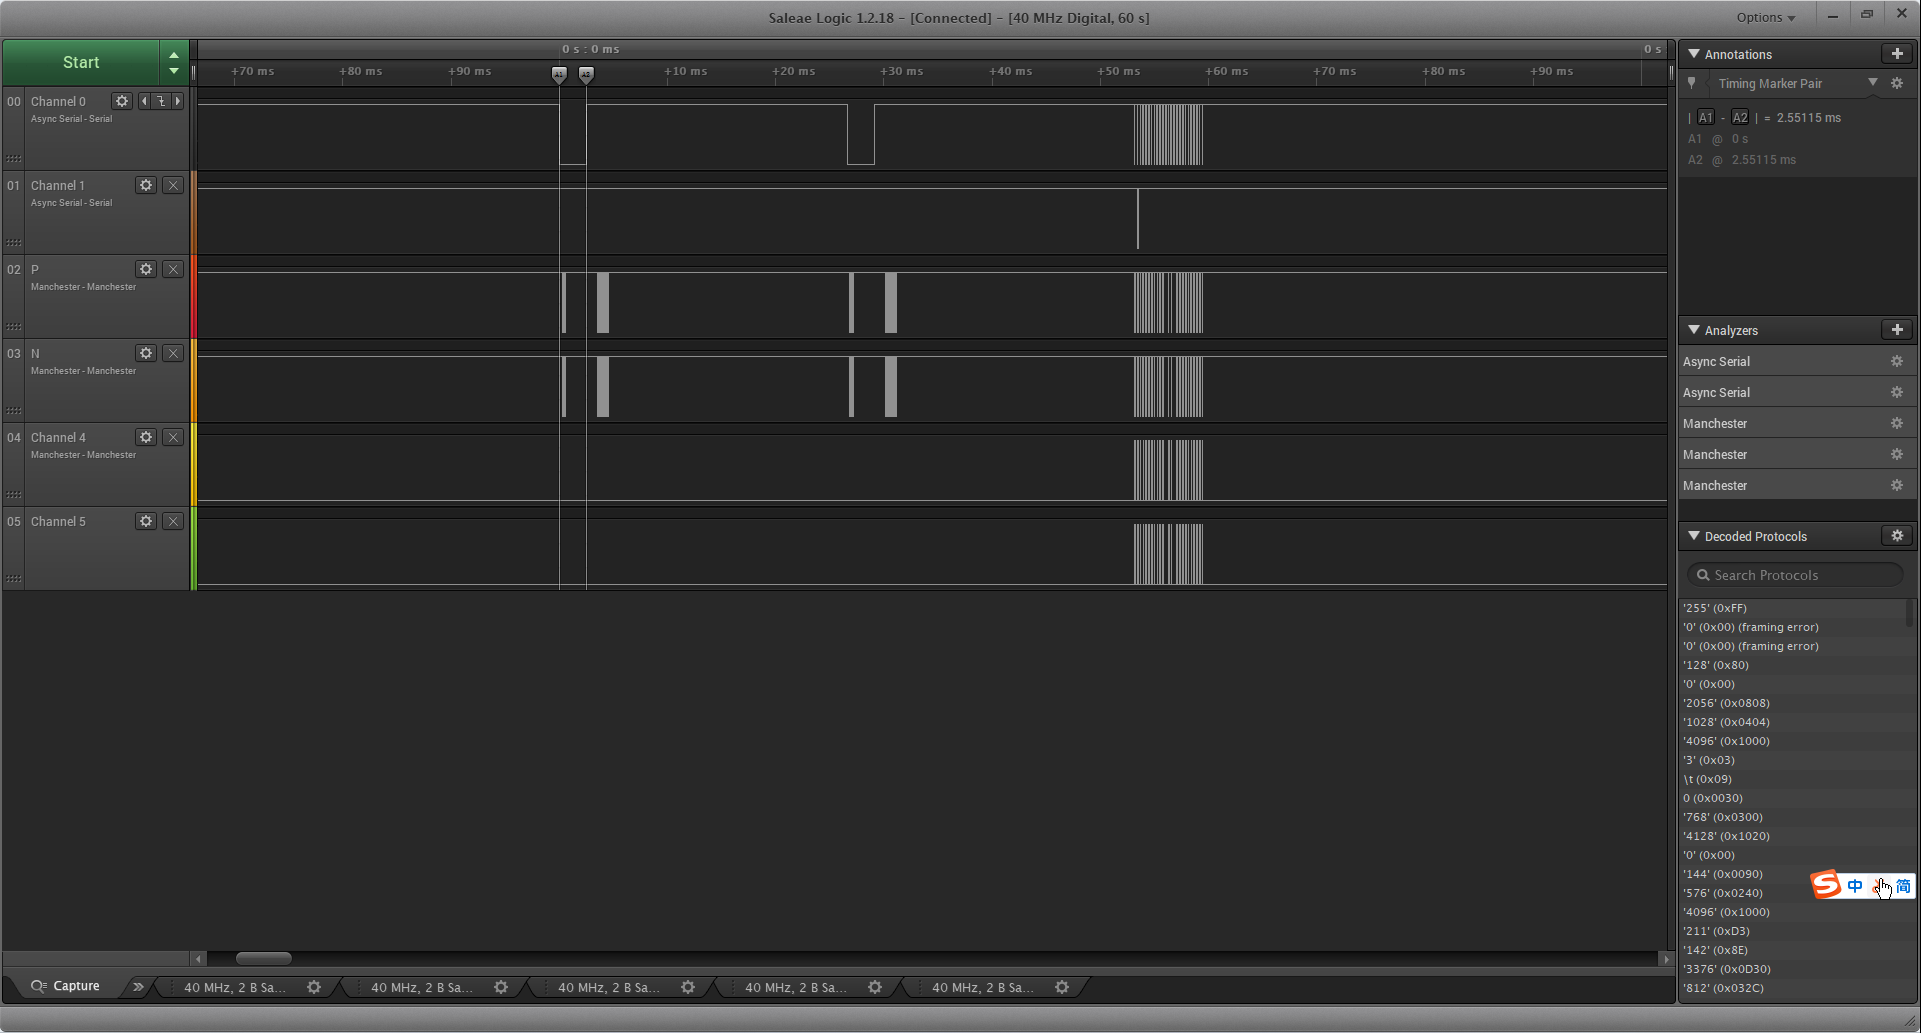 Saleae Logic 1.2.18 - [Connected] - [40 MHz Digital, 60 s]
Options
Start
0 s : 0 ms
0 s
+70 ms
+80 ms
+90 ms
A1
A2
+10 ms
+20 ms
+30 ms
+40 ms
+50 ms
+60 ms
+70 ms
+80 ms
+90 ms
00 Channel 0
Async Serial - Serial
01 Channel 1
Async Serial - Serial
02 P
Manchester - Manchester
03 N
Manchester - Manchester
04 Channel 4
Manchester - Manchester
05 Channel 5
Annotations
Timing Marker Pair
| A1 - A2 | = 2.55115 ms
A1 @ 0 s
A2 @ 2.55115 ms
Analyzers
Async Serial
Async Serial
Manchester
Manchester
Manchester
Decoded Protocols
Search Protocols
'255' (0xFF)
'0' (0x00) (framing error)
'0' (0x00) (framing error)
'128' (0x80)
'0' (0x00)
'2056' (0x0808)
'1028' (0x0404)
'4096' (0x1000)
'3' (0x03)
\t (0x09)
0 (0x0030)
'768' (0x0300)
'4128' (0x1020)
'0' (0x00)
'144' (0x0090)
'576' (0x0240)
'4096' (0x1000)
'211' (0xD3)
'142' (0x8E)
'3376' (0x0D30)
'812' (0x032C)
S 中 简
Capture
40 MHz, 2 B Sa...
40 MHz, 2 B Sa...
40 MHz, 2 B Sa...
40 MHz, 2 B Sa...
40 MHz, 2 B Sa...